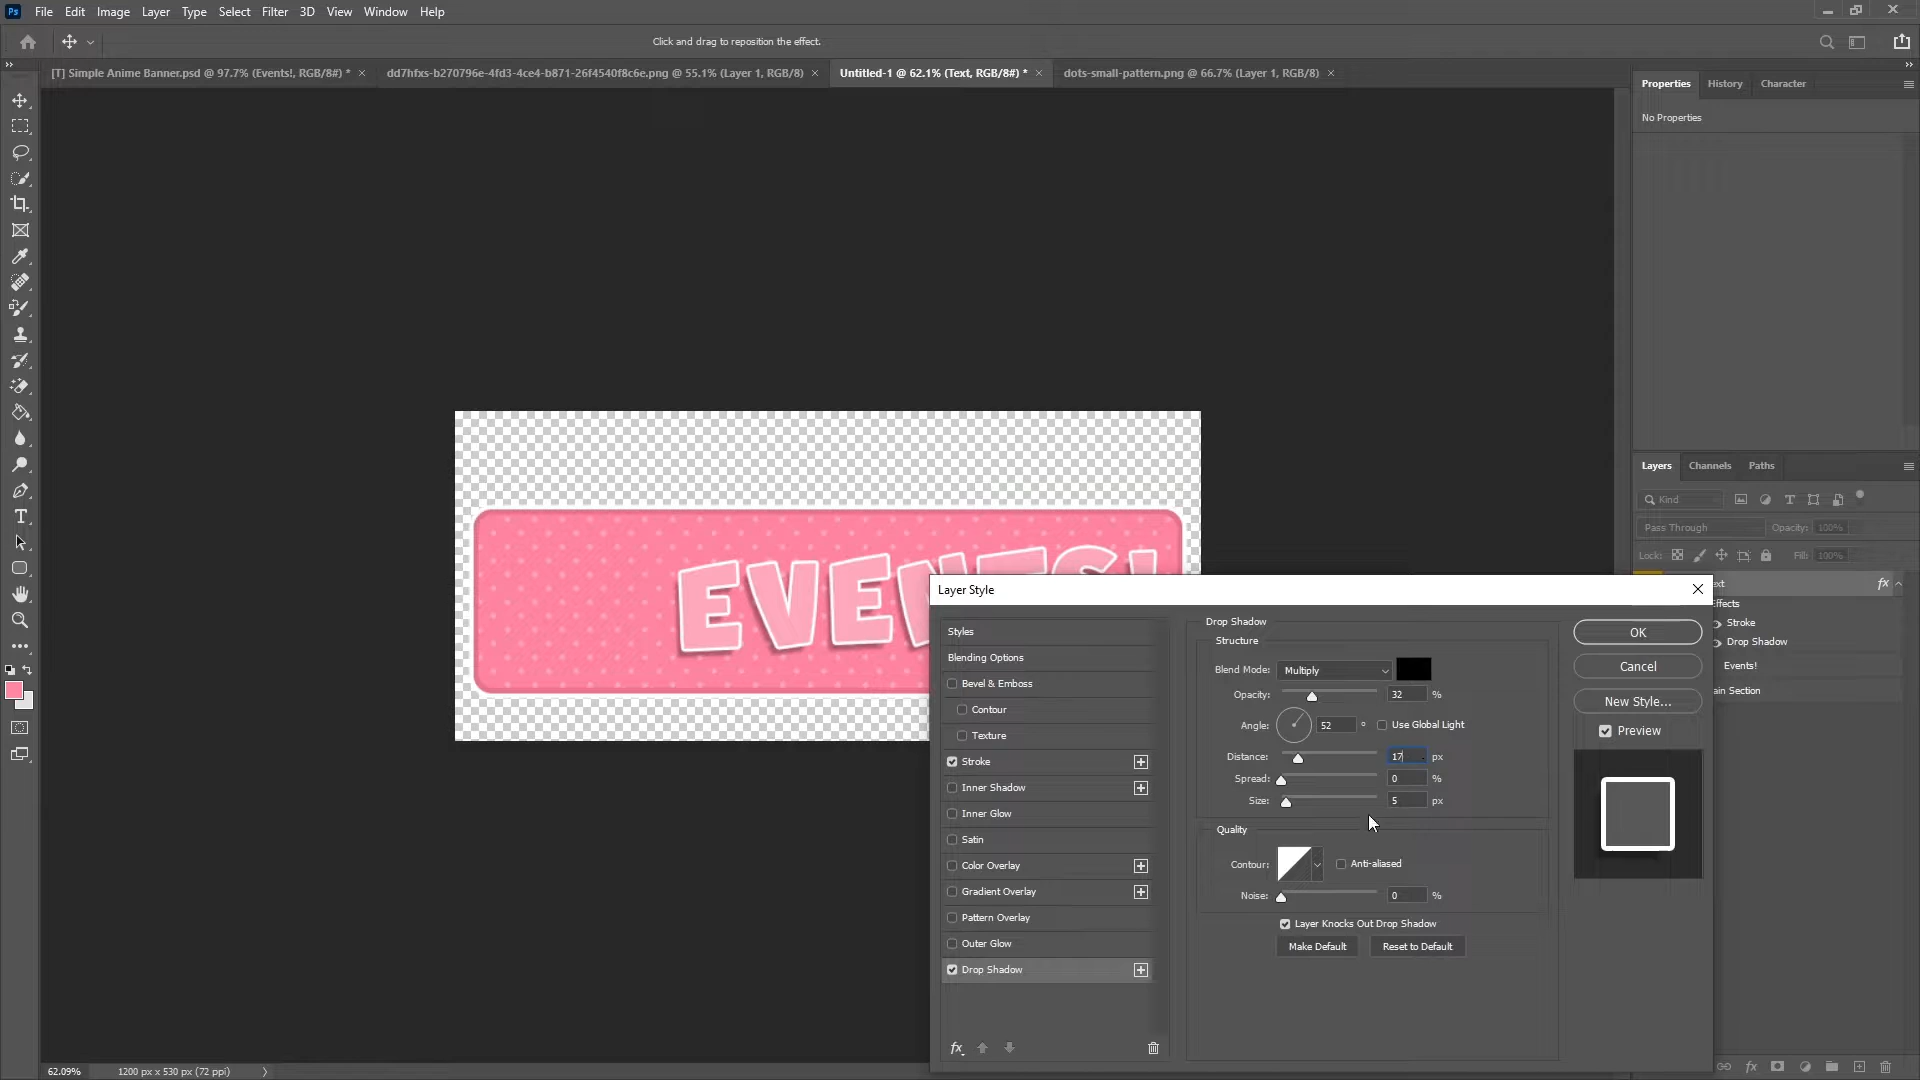 Ps File Edit Image Layer Type Select Filter 3D View Window Help
Click and drag to reposition the effect.
[T] Simple Anime Banner.psd @ 97.7% (Events!, RGB/8#) * × dd7hfxs-b270796e-4fd3-4ce4-b871-26f4540f8c6e.png @ 55.1% (Layer 1, RGB/8) × Untitled-1 @ 62.1% (Text, RGB/8#) * × dots-small-pattern.png @ 66.7% (Layer 1, RGB/8) ×
Properties History Character
No Properties
Layers Channels Paths
Kind
Pass Through Opacity: 100%
Lock: Fill: 100%
ext fx
Effects
Stroke
Drop Shadow
Events!
ain Section
EVENTS!
Layer Style
Styles
Blending Options
Bevel & Emboss
Contour
Texture
Stroke
Inner Shadow
Inner Glow
Satin
Color Overlay
Gradient Overlay
Pattern Overlay
Outer Glow
Drop Shadow
fx
Drop Shadow
Structure
Blend Mode: Multiply
Opacity: 32 %
Angle: 52 ° Use Global Light
Distance: 17 px
Spread: 0 %
Size: 5 px
Quality
Contour: Anti-aliased
Noise: 0 %
Layer Knocks Out Drop Shadow
Make Default Reset to Default
OK
Cancel
New Style...
Preview
62.09% 1200 px x 530 px (72 ppi)
fx